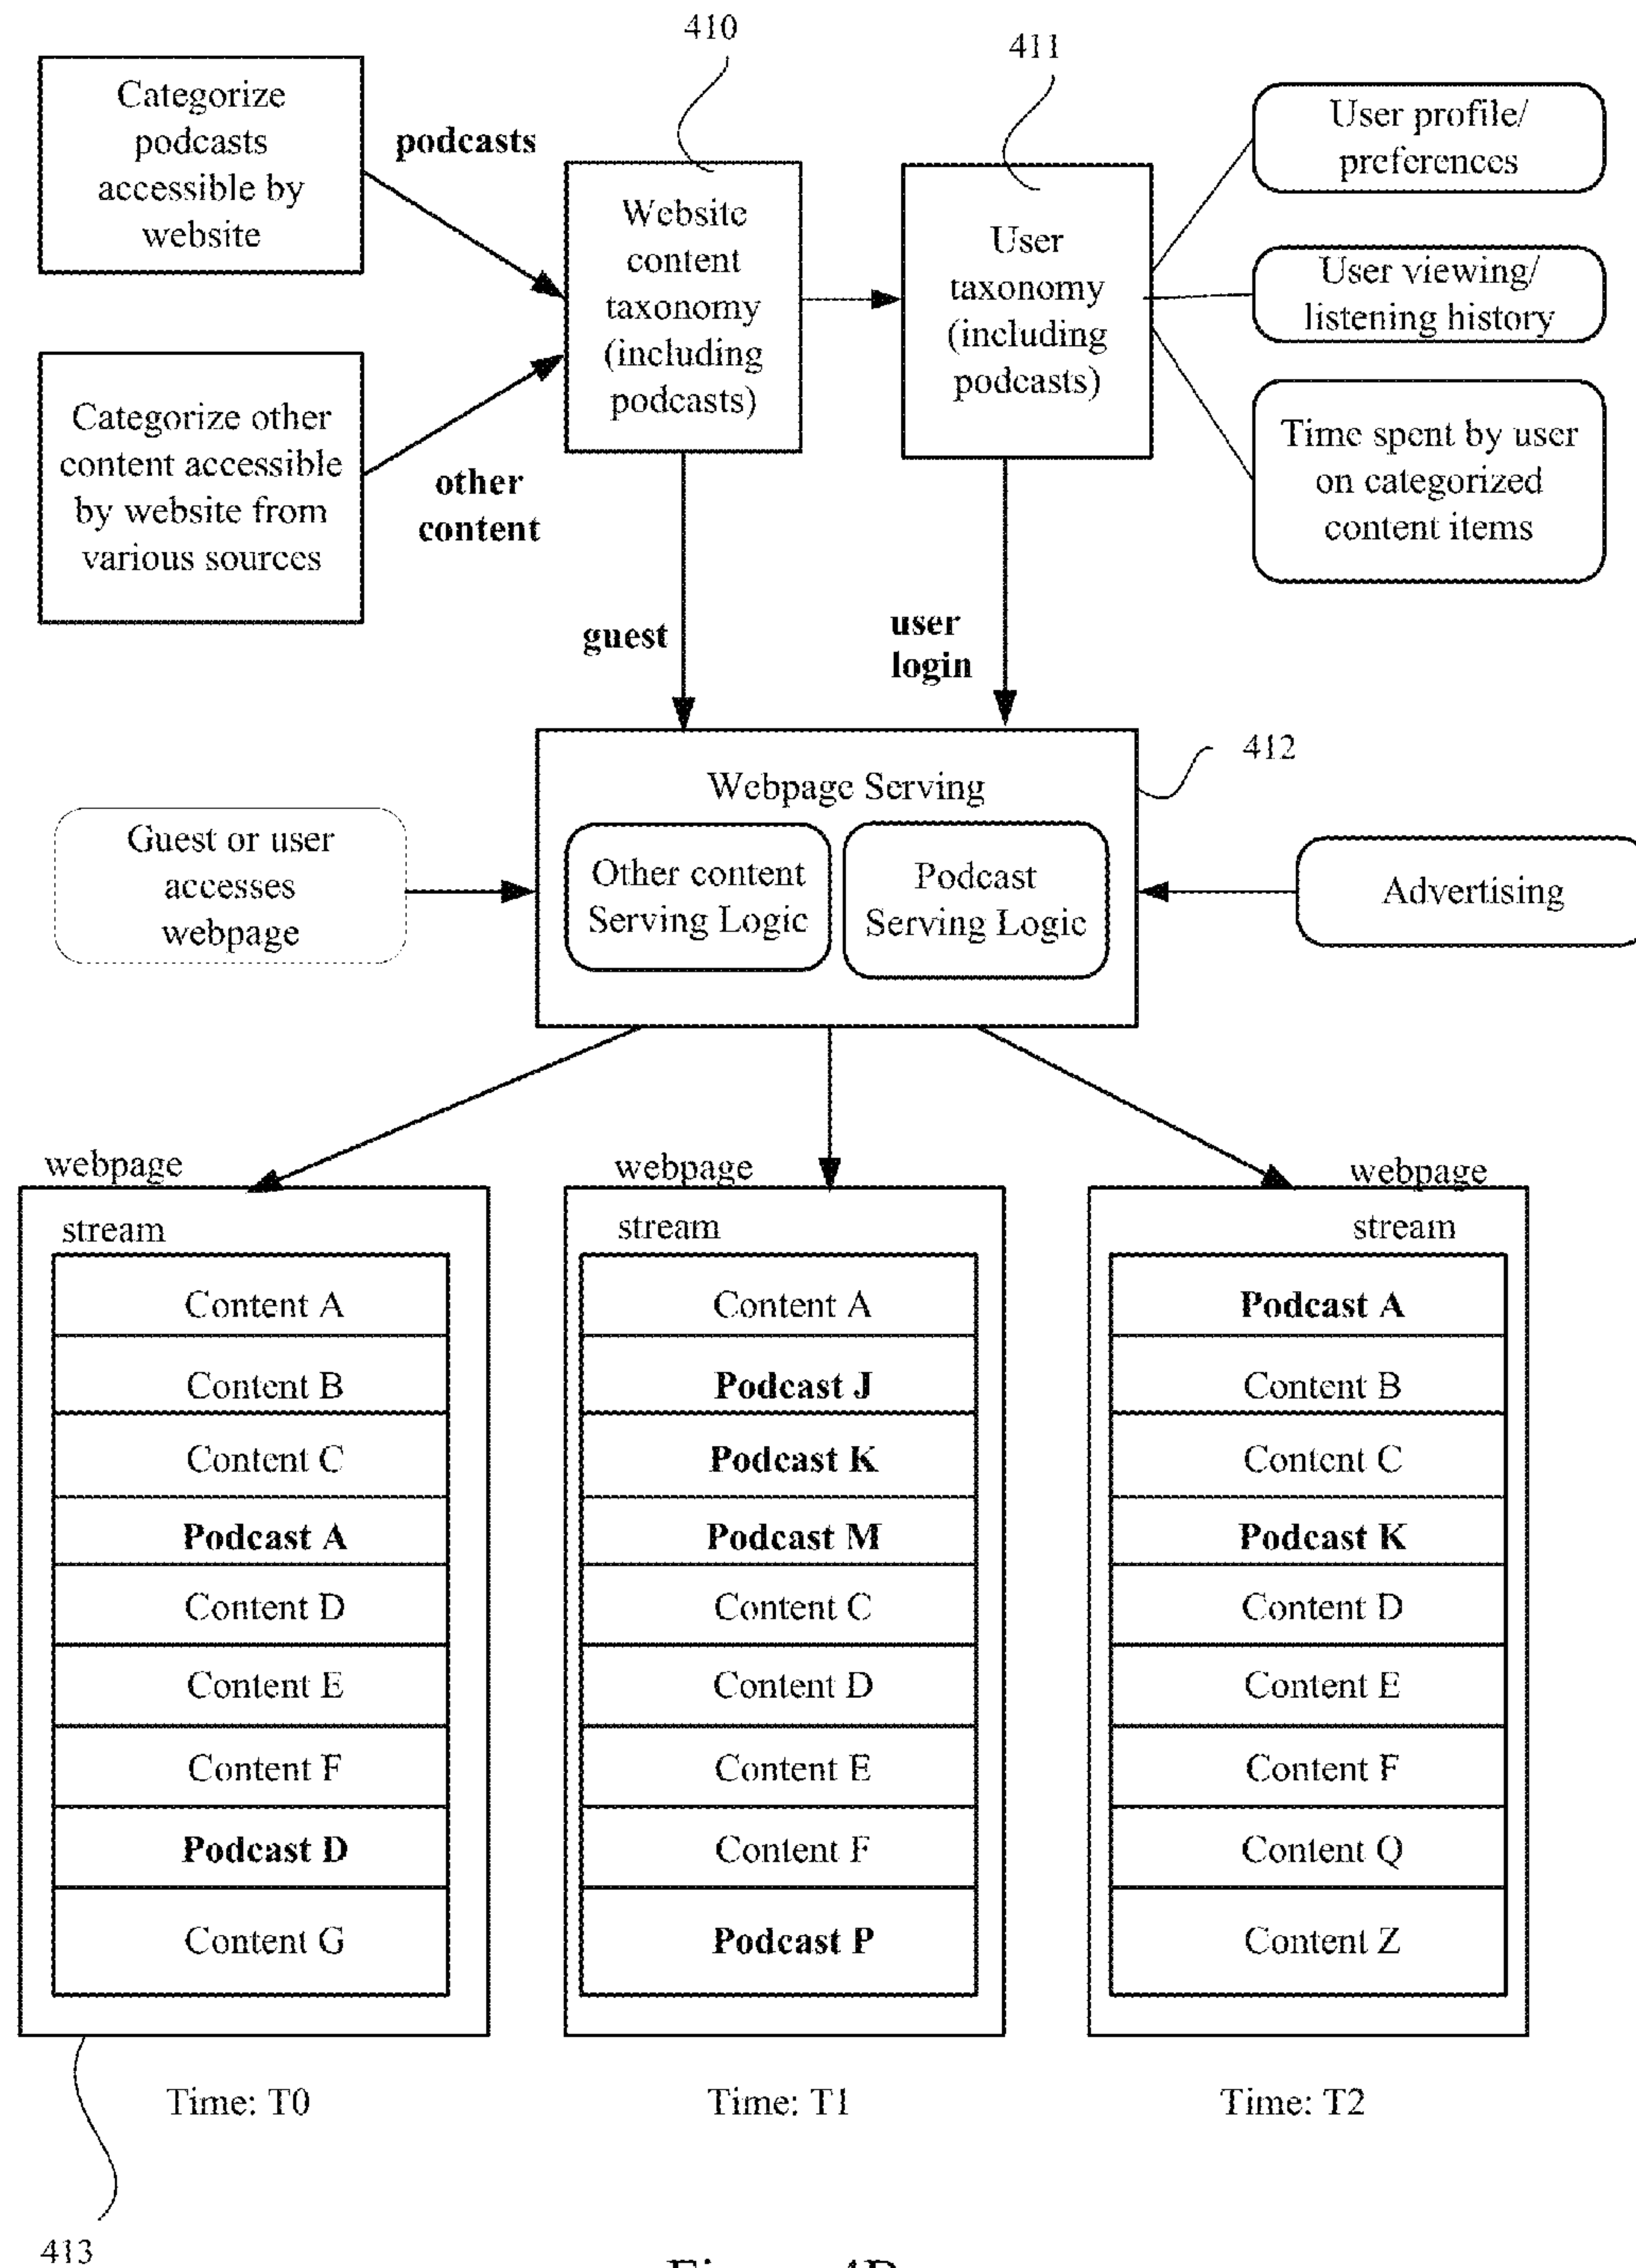 410
411
Categorize
podcasts
accessible by
website
podcasts
Website
content
taxonomy
(including
podcasts)
User
taxonomy
(including
podcasts)
User profile/
preferences
User viewing/
listening history
Time spent by user
on categorized
content items
Categorize other
content accessible
by website from
various sources
other
content
guest
user
login
412
Webpage Serving
Other content
Serving Logic
Podcast
Serving Logic
Guest or user
accesses
webpage
Advertising
webpage
stream
Content A
Content B
Content C
Podcast A
Content D
Content E
Content F
Podcast D
Content G
Time: T0
413
webpage
stream
Content A
Podcast J
Podcast K
Podcast M
Content C
Content D
Content E
Content F
Podcast P
Time: T1
webpage
stream
Podcast A
Content B
Content C
Podcast K
Content D
Content E
Content F
Content Q
Content Z
Time: T2